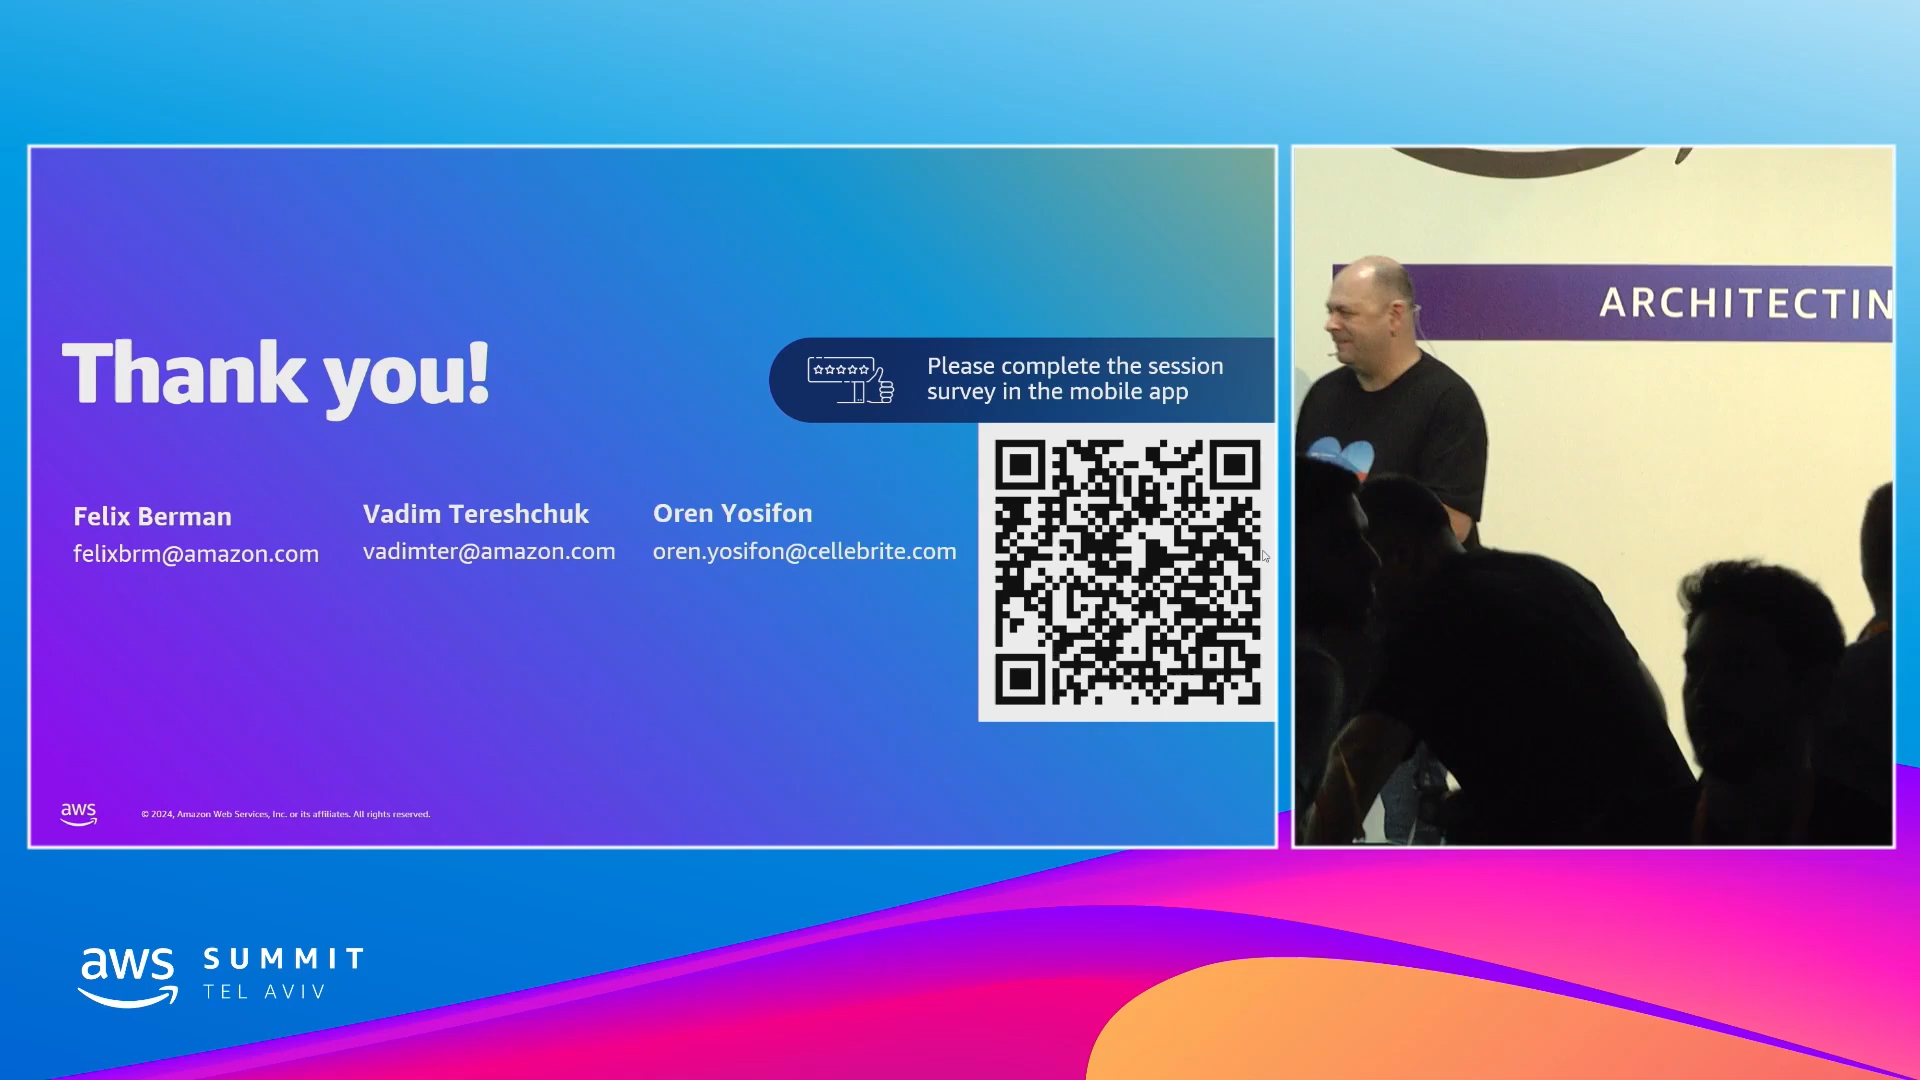 Thank you!
Please complete the session
survey in the mobile app
Felix Berman
felixbrm@amazon.com
Vadim Tereshchuk
vadimter@amazon.com
Oren Yosifon
oren.yosifon@cellebrite.com
aws
© 2024, Amazon Web Services, Inc. or its affiliates. All rights reserved.
ARCHITECTIN
aws
SUMMIT
TEL AVIV